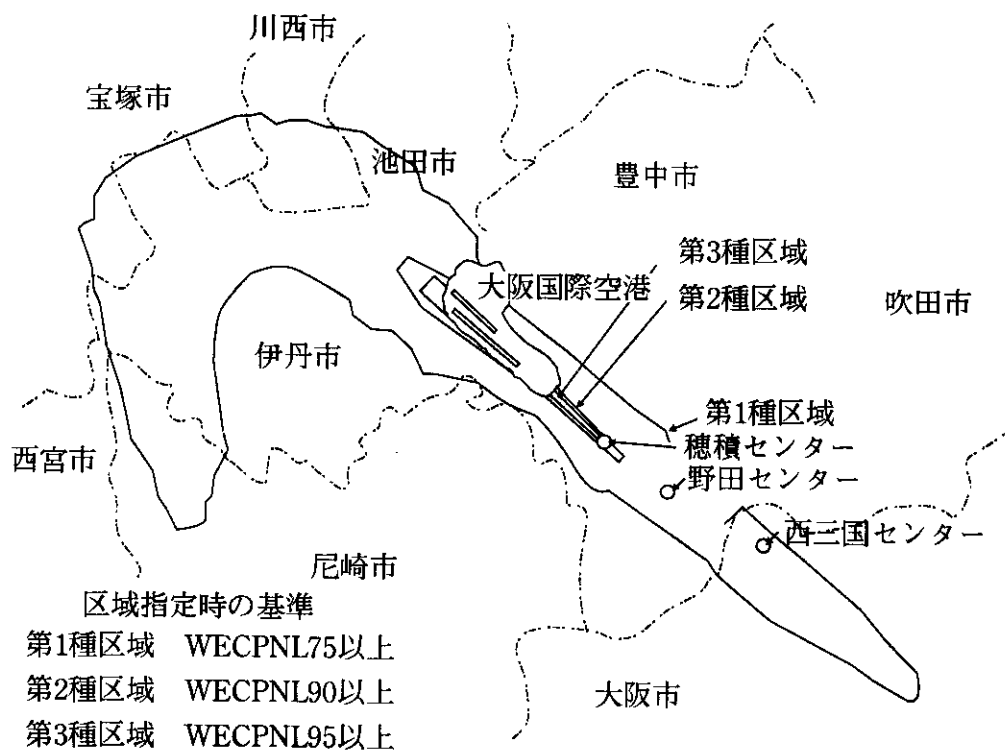 川西市
宝塚市
池田市
豊中市
第3種区域
大阪国際空港
第2種区域
吹田市
伊丹市
第1種区域
穂積センター
西宮市
野田センター
西三国センター
尼崎市
区域指定時の基準
第1種区域 WECPNL75以上
第2種区域 WECPNL90以上
大阪市
第3種区域 WECPNL95以上